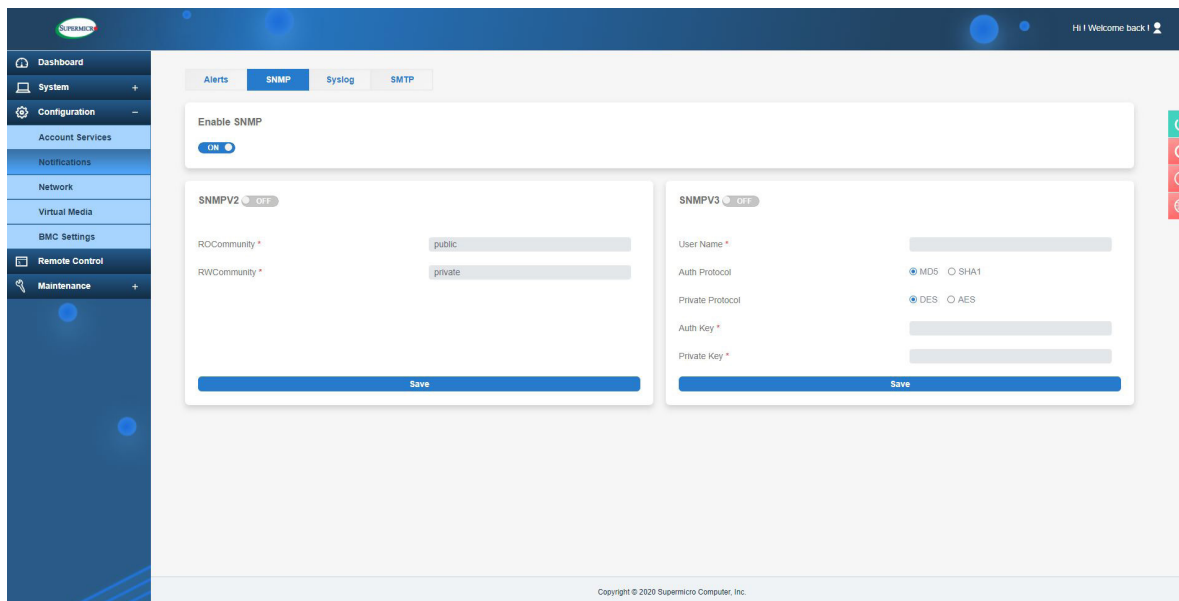 SUPERMICR
Hi ! Welcome back !
Dashboard
System +
Configuration −
Account Services
Notifications
Network
Virtual Media
BMC Settings
Remote Control
Maintenance +
Alerts SNMP Syslog SMTP
Enable SNMP
ON
SNMPV2 OFF
ROCommunity * public
RWCommunity * private
Save
SNMPV3 OFF
User Name *
Auth Protocol MD5 SHA1
Private Protocol DES AES
Auth Key *
Private Key *
Save
Copyright © 2020 Supermicro Computer, Inc.